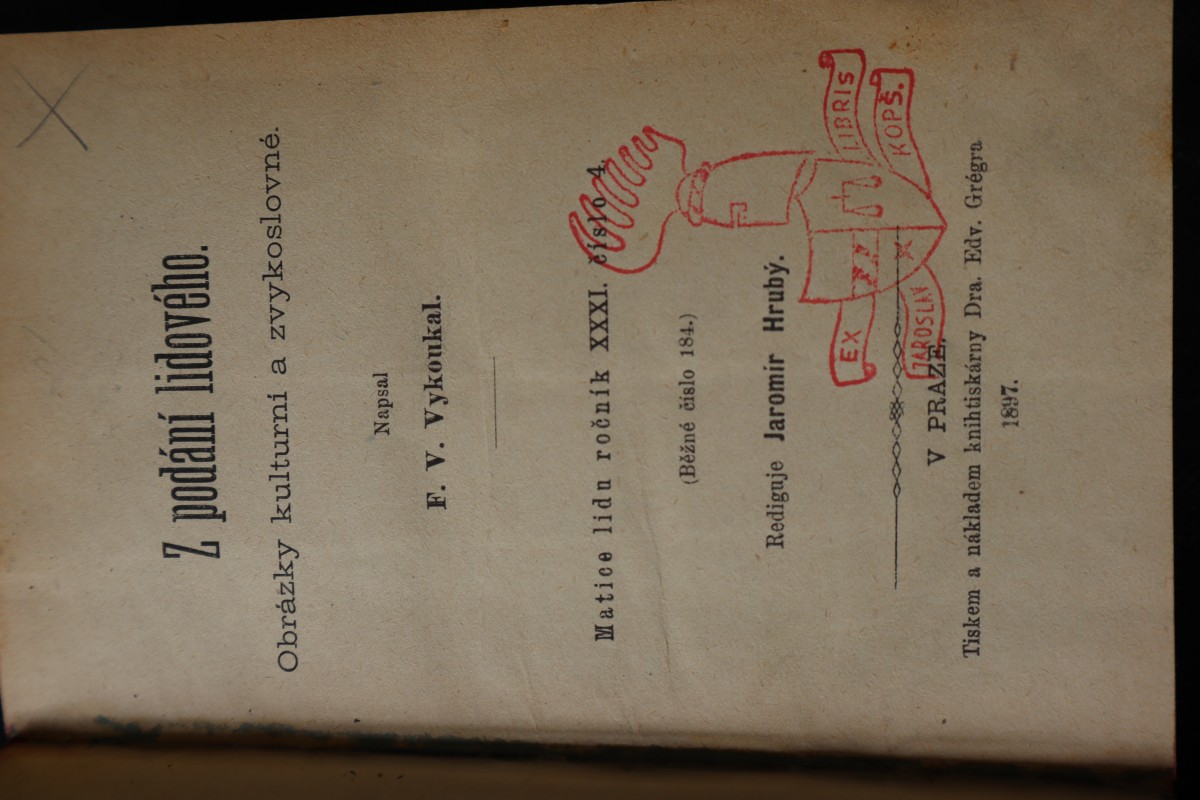 Z podání lidového.
Obrázky kulturní a zvykoslovné.
Napsal
F. V. Vykoukal.
Matice lidu ročník XXXI. číslo 4.
(Běžné číslo 184.)
Rediguje Jaromír Hrubý.
EX LIBRIS
JAROSLAV KOPŠ.
V PRAZE.
Tiskem a nákladem knihtiskárny Dra. Edv. Grégra
1897.